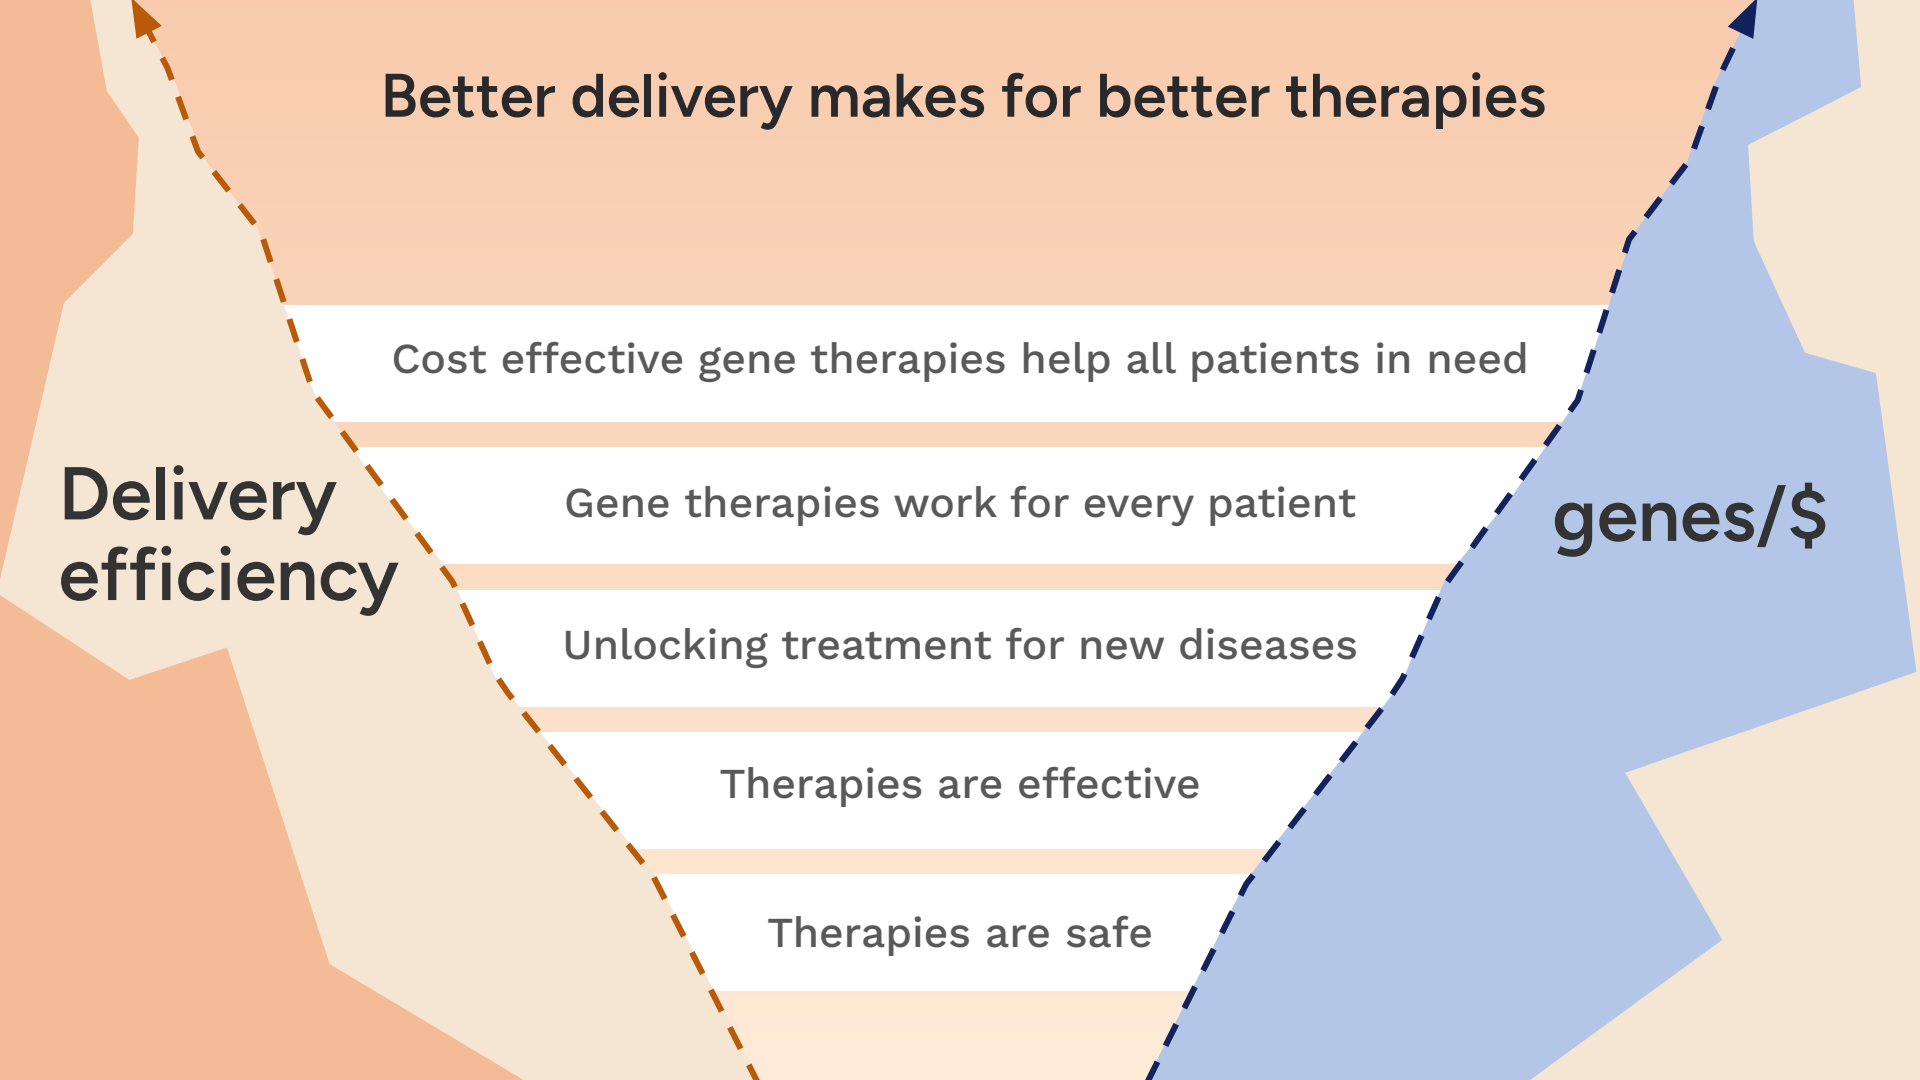 Better delivery makes for better therapies
Cost effective gene therapies help all patients in need
Delivery
efficiency
Gene therapies work for every patient
genes/$
Unlocking treatment for new diseases
Therapies are effective
Therapies are safe